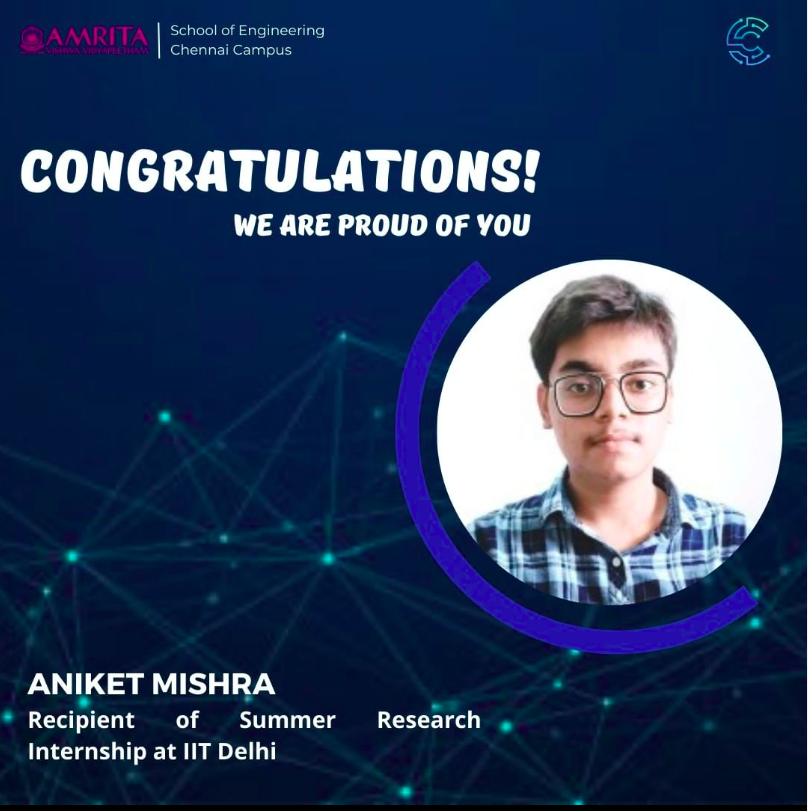 AMRITA
VISHWA VIDYAPEETHAM
School of Engineering
Chennai Campus
CONGRATULATIONS!
WE ARE PROUD OF YOU
ANIKET MISHRA
Recipient of Summer Research
Internship at IIT Delhi